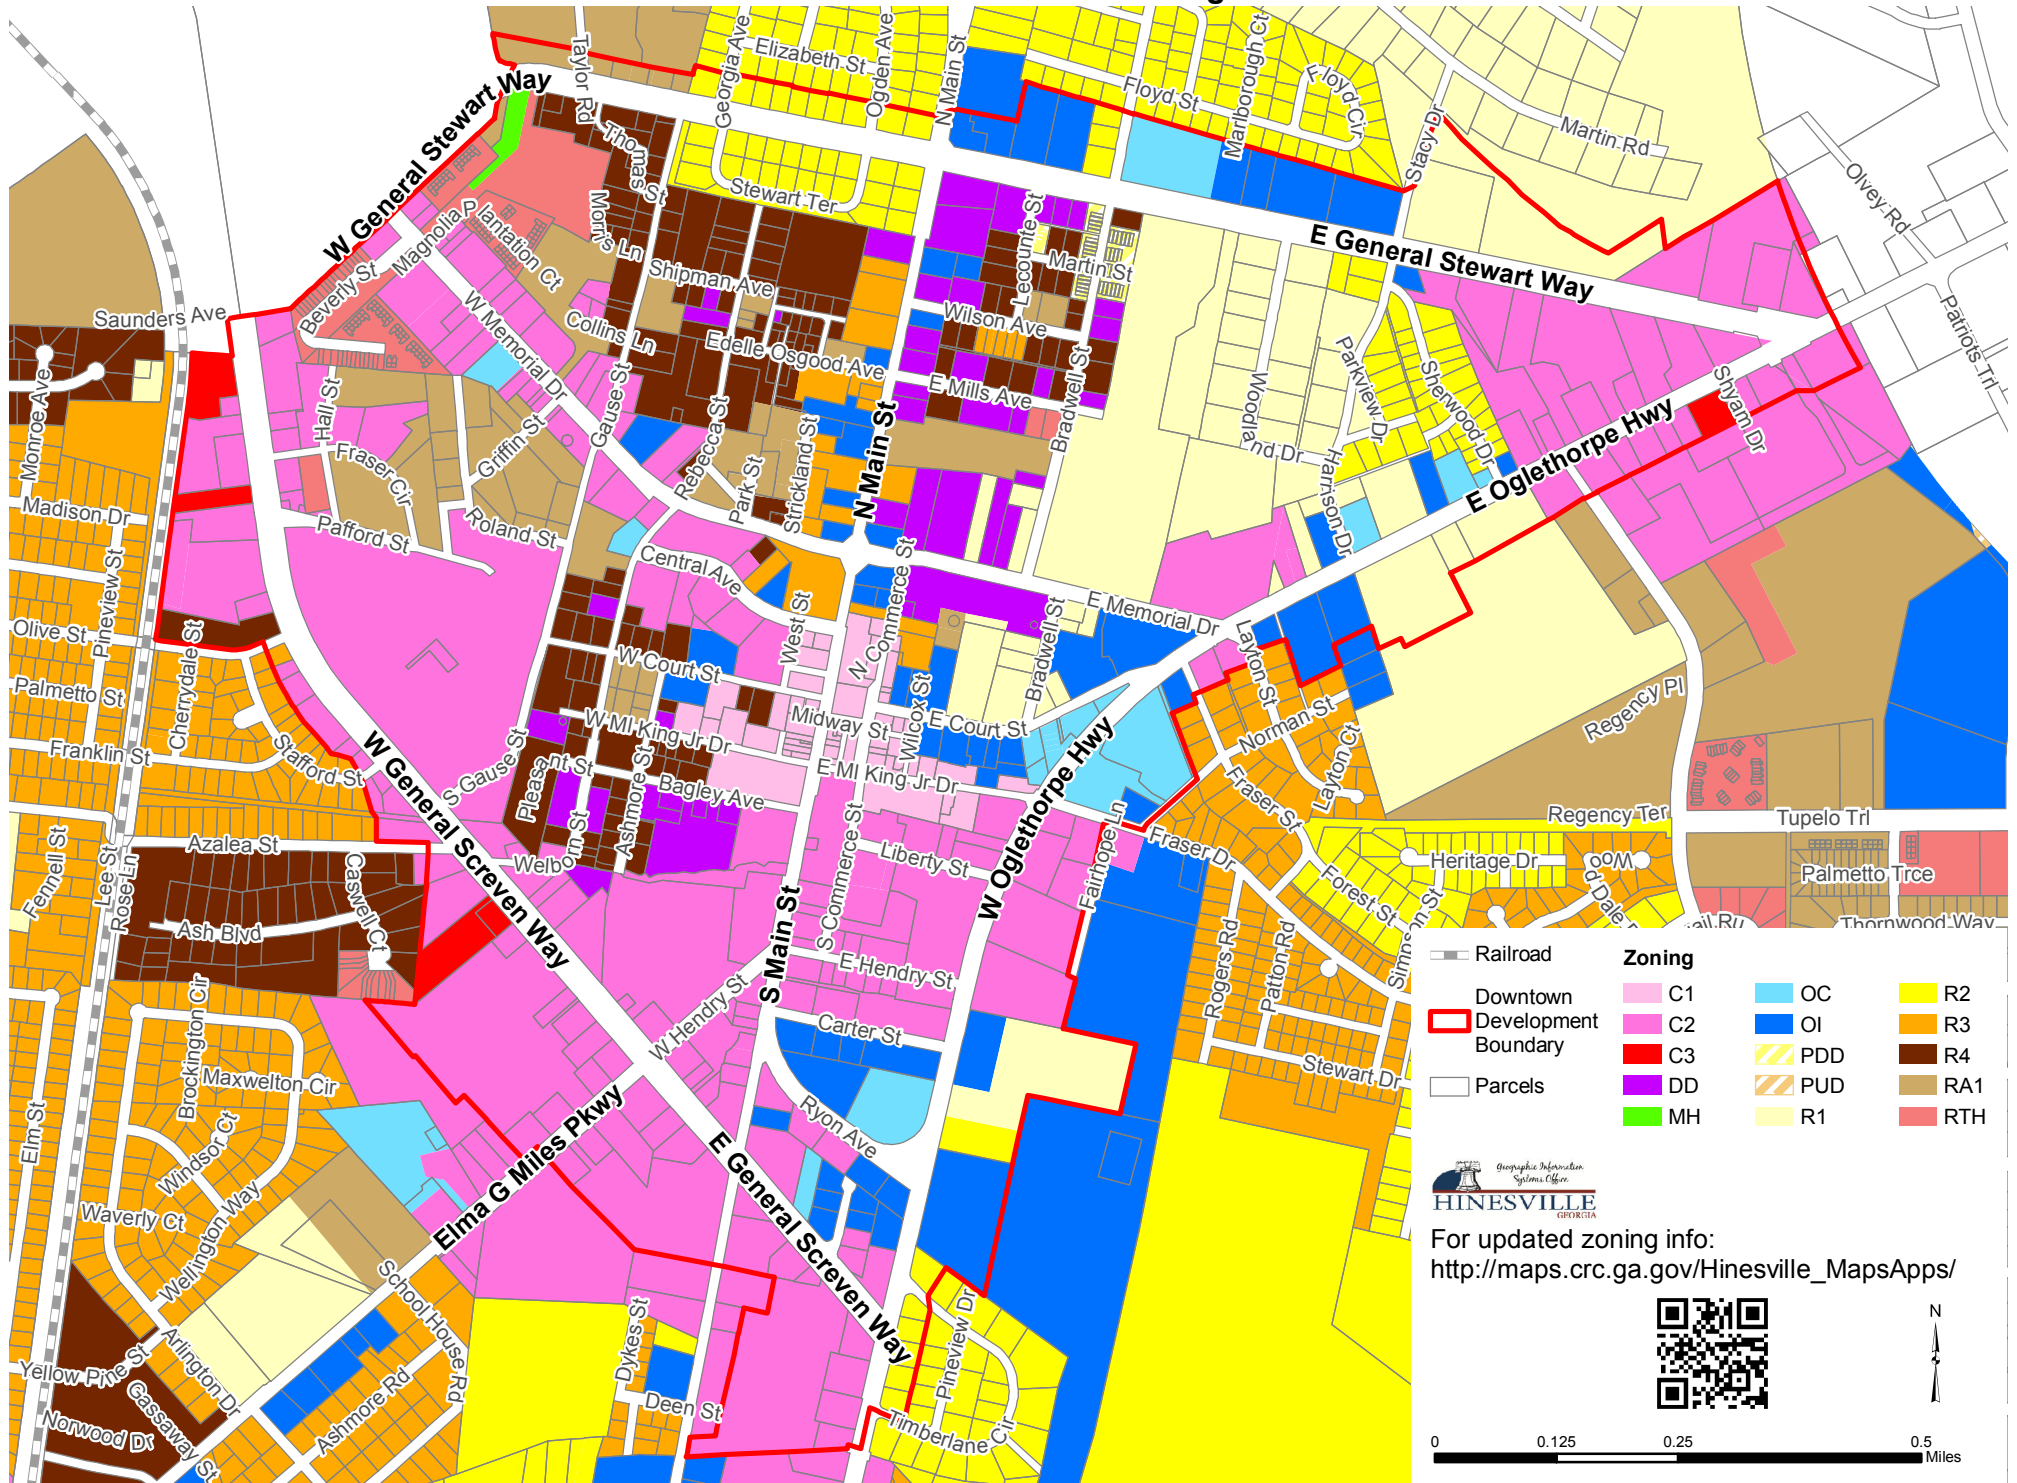 Elizabeth St
Georgia Ave
Ogden Ave
N Main St
Taylor Rd
Floyd St
Marlborough Ct
Floyd Cir
Stacy Dr
Martin Rd
Olvey Rd
Patriots Trl
W General Stewart Way
W General Stewart Way
Thomas St
Stewart Ter
Morris Ln
Magnolia Plantation Ct
Beverly St
Shipman Ave
Lecounte St
Martin St
E General Stewart Way
Saunders Ave
W Memorial Dr
Collins Ln
Edelle Osgood Ave
Wilson Ave
E Mills Ave
Bradwell St
Woodland Dr
Parkview Dr
Sherwood Dr
Shyam Dr
E Oglethorpe Hwy
Harrison Dr
Monroe Ave
Hall St
Fraser Cir
Griffin St
Gause St
Rebecca St
Park St
Strickland St
N Main St
Madison Dr
Pafford St
Roland St
Central Ave
N Commerce St
E Memorial Dr
Pineview St
Olive St
Cherrydale St
Palmetto St
Franklin St
Stafford St
W Court St
West St
Bradwell St
Layton St
Norman St
Layton Ct
Regency Pl
W Ml King Jr Dr
Midway St
Wilcox St
E Court St
E Ml King Jr Dr
W General Screven Way
S Gause St
Pleasant St
Bagley Ave
Ashmore St
Welborn St
W Oglethorpe Hwy
Fairhope Ln
Fraser Dr
Fraser St
Regency Ter
Tupelo Trl
Heritage Dr
Wood Dale
Palmetto Trce
Thornwood Way
Forest St
Simpson St
Fennell St
Lee St
Rose Ln
Azalea St
Caswell Ct
Ash Blvd
S Main St
S Commerce St
Liberty St
E Hendry St
W Hendry St
Carter St
Rogers Rd
Patton Rd
Stewart Dr
Brockington Cir
Maxwelton Cir
Windsor Ct
Elm St
Waverly Ct
Wellington Way
Elma G Miles Pkwy
Ryon Ave
E General Screven Way
School House Rd
Arlington Dr
Yellow Pine St
Gassaway St
Norwood Dr
Ashmore Rd
Dykes St
Deen St
Pineview Dr
Timberlane Cir
Railroad
Downtown
Development
Boundary
Parcels
Zoning
C1
C2
C3
DD
MH
OC
OI
PDD
PUD
R1
R2
R3
R4
RA1
RTH
Geographic Information
Systems Office
HINESVILLE
GEORGIA
For updated zoning info:
http://maps.crc.ga.gov/Hinesville_MapsApps/
N
0 0.125 0.25 0.5
Miles